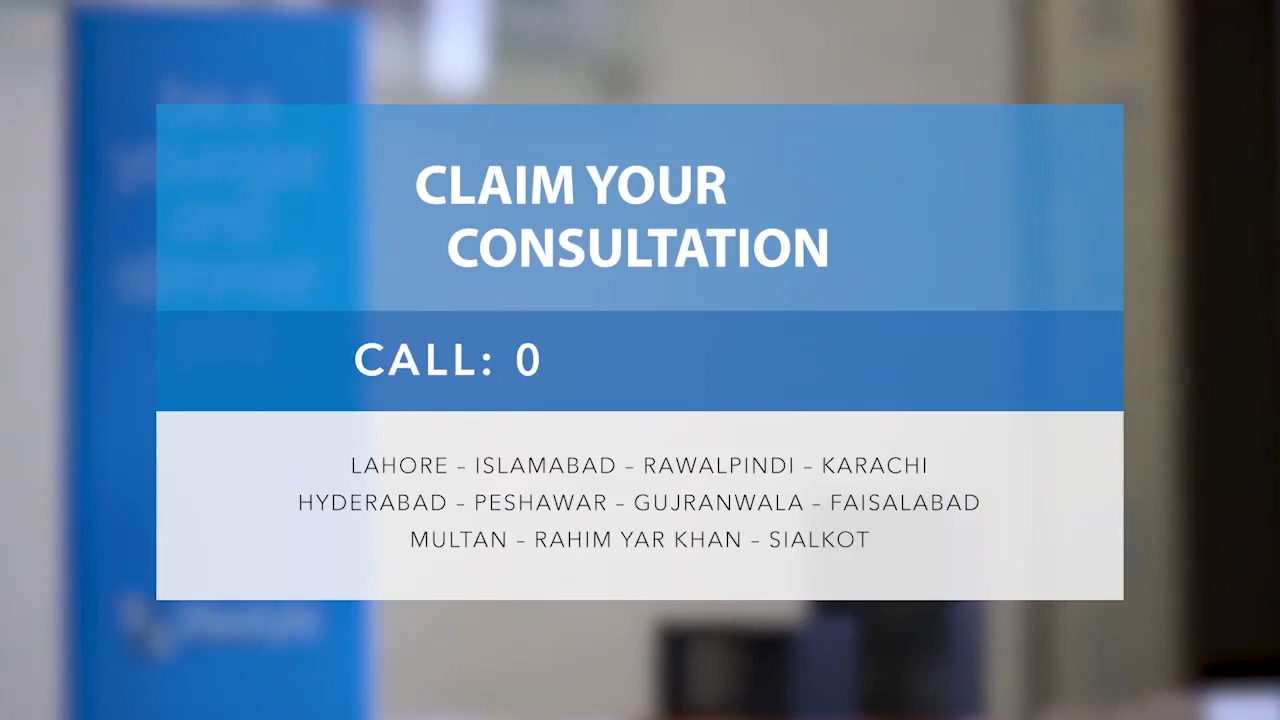 CLAIM YOUR
CONSULTATION
CALL: 0
LAHORE – ISLAMABAD – RAWALPINDI – KARACHI
HYDERABAD – PESHAWAR – GUJRANWALA – FAISALABAD
MULTAN – RAHIM YAR KHAN – SIALKOT